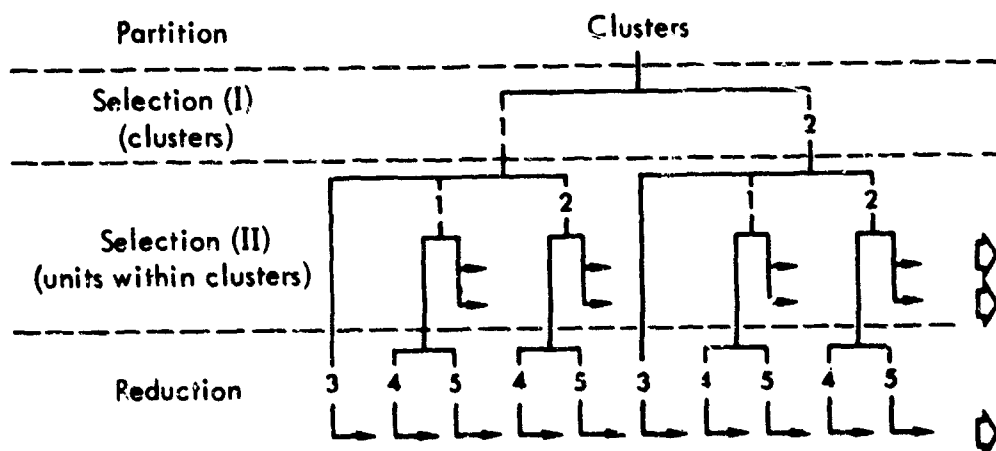 Partition Clusters
Selection (I)
(clusters)
1 2
1 2 1 2
Selection (II)
(units within clusters)
Reduction
3 4 5 4 5 3 4 5 4 5